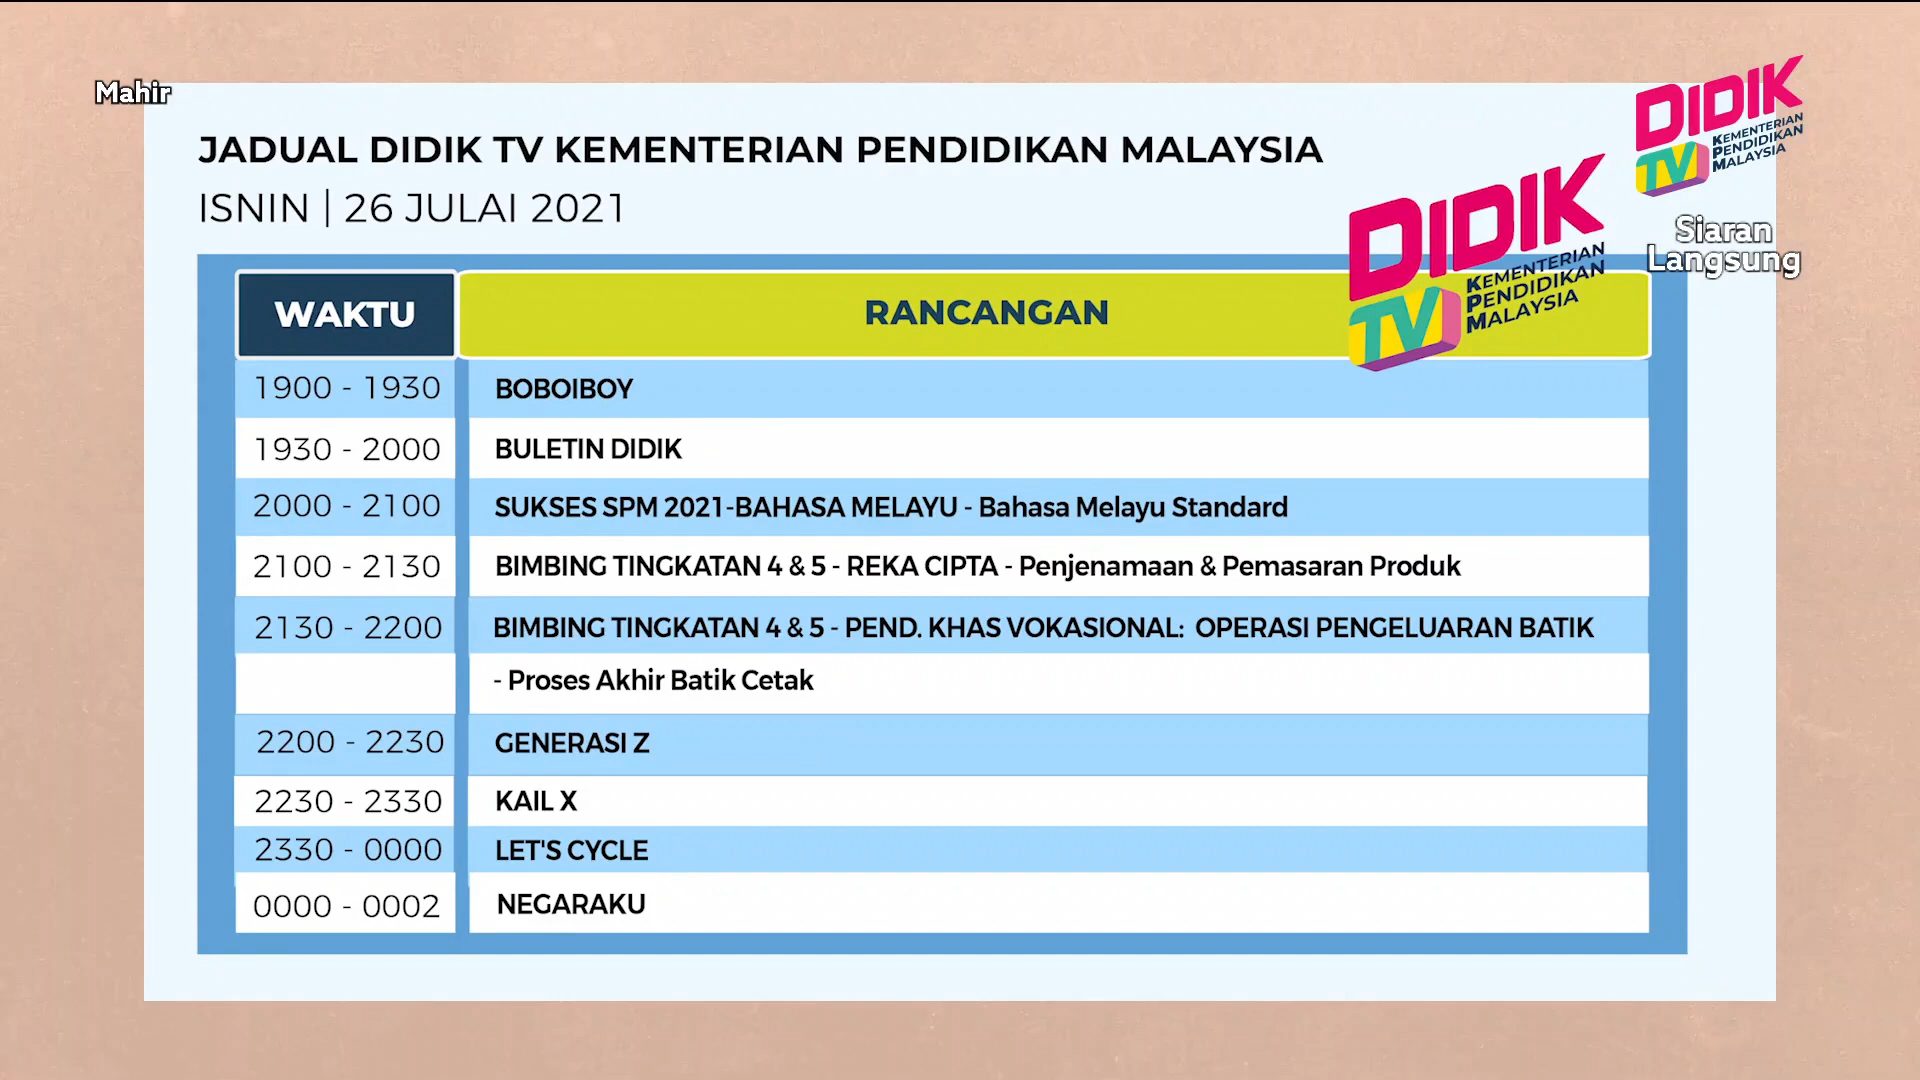 Mahir
DIDIK
TV KEMENTERIAN
PENDIDIKAN
MALAYSIA
Siaran
Langsung
JADUAL DIDIK TV KEMENTERIAN PENDIDIKAN MALAYSIA
ISNIN | 26 JULAI 2021
DIDIK
TV KEMENTERIAN
PENDIDIKAN
MALAYSIA
WAKTU RANCANGAN
1900 - 1930 BOBOIBOY
1930 - 2000 BULETIN DIDIK
2000 - 2100 SUKSES SPM 2021-BAHASA MELAYU - Bahasa Melayu Standard
2100 - 2130 BIMBING TINGKATAN 4 & 5 - REKA CIPTA - Penjenamaan & Pemasaran Produk
2130 - 2200 BIMBING TINGKATAN 4 & 5 - PEND. KHAS VOKASIONAL: OPERASI PENGELUARAN BATIK
- Proses Akhir Batik Cetak
2200 - 2230 GENERASI Z
2230 - 2330 KAIL X
2330 - 0000 LET'S CYCLE
0000 - 0002 NEGARAKU